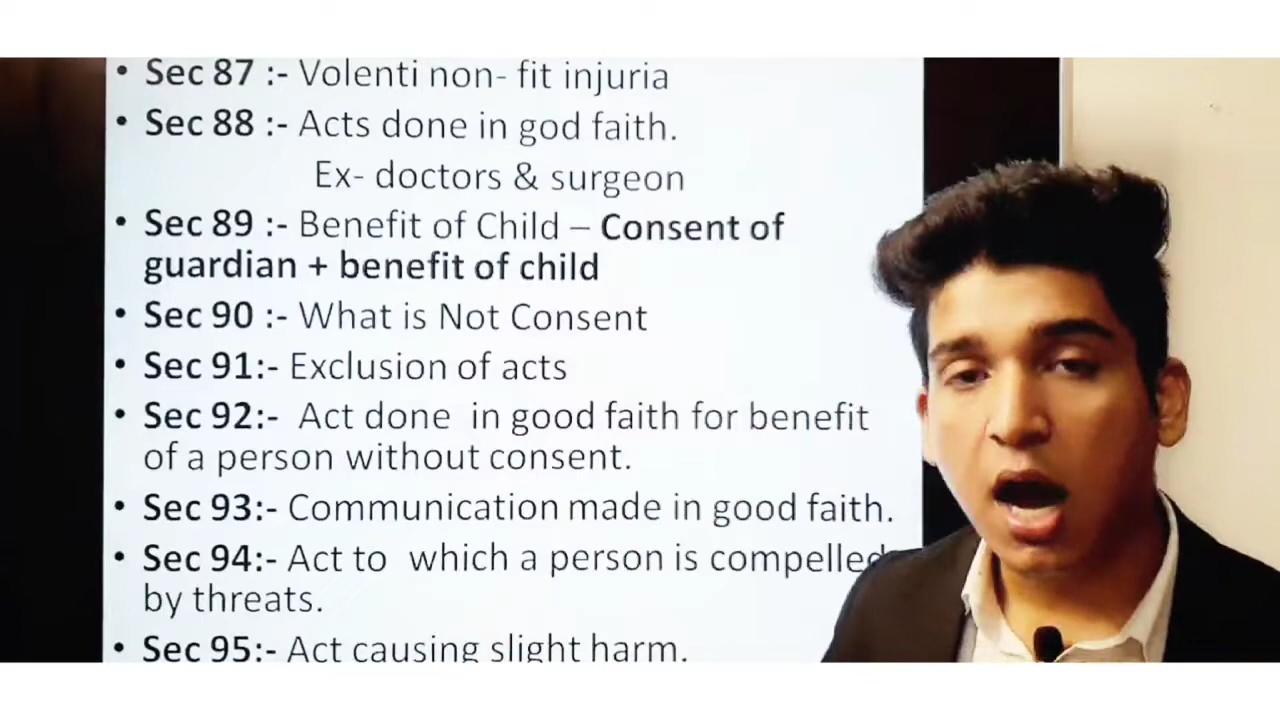 • Sec 87 :- Volenti non- fit injuria
• Sec 88 :- Acts done in god faith.
Ex- doctors & surgeon
• Sec 89 :- Benefit of Child – Consent of
guardian + benefit of child
• Sec 90 :- What is Not Consent
• Sec 91:- Exclusion of acts
• Sec 92:- Act done in good faith for benefit
of a person without consent.
• Sec 93:- Communication made in good faith.
• Sec 94:- Act to which a person is compelled
by threats.
• Sec 95:- Act causing slight harm.